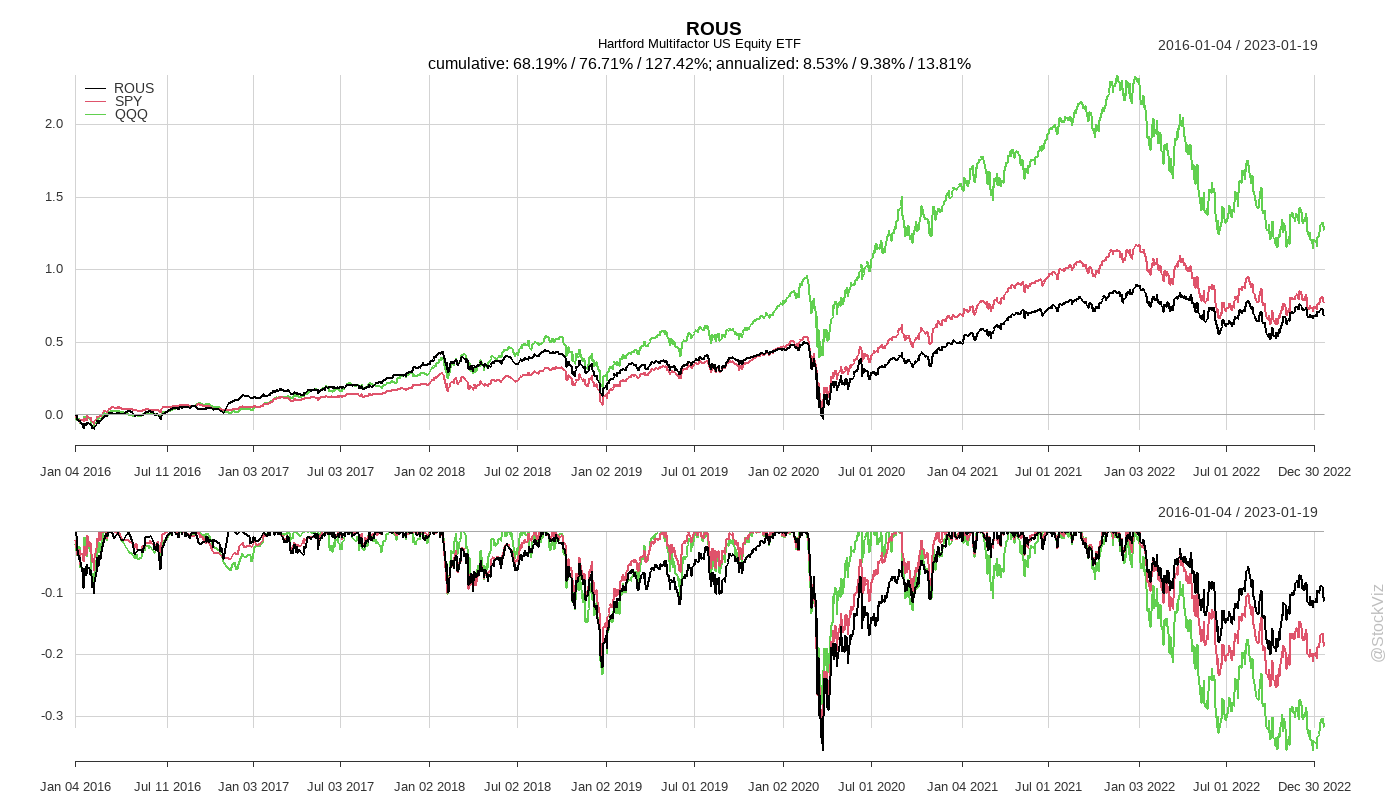 ROUS
Hartford Multifactor US Equity ETF
2016-01-04 / 2023-01-19
cumulative: 68.19% / 76.71% / 127.42%; annualized: 8.53% / 9.38% / 13.81%
ROUS
SPY
QQQ
2.0
1.5
1.0
0.5
0.0
Jan 04 2016 Jul 11 2016 Jan 03 2017 Jul 03 2017 Jan 02 2018 Jul 02 2018 Jan 02 2019 Jul 01 2019 Jan 02 2020 Jul 01 2020 Jan 04 2021 Jul 01 2021 Jan 03 2022 Jul 01 2022 Dec 30 2022
2016-01-04 / 2023-01-19
-0.1
-0.2
-0.3
Jan 04 2016 Jul 11 2016 Jan 03 2017 Jul 03 2017 Jan 02 2018 Jul 02 2018 Jan 02 2019 Jul 01 2019 Jan 02 2020 Jul 01 2020 Jan 04 2021 Jul 01 2021 Jan 03 2022 Jul 01 2022 Dec 30 2022
@StockViz